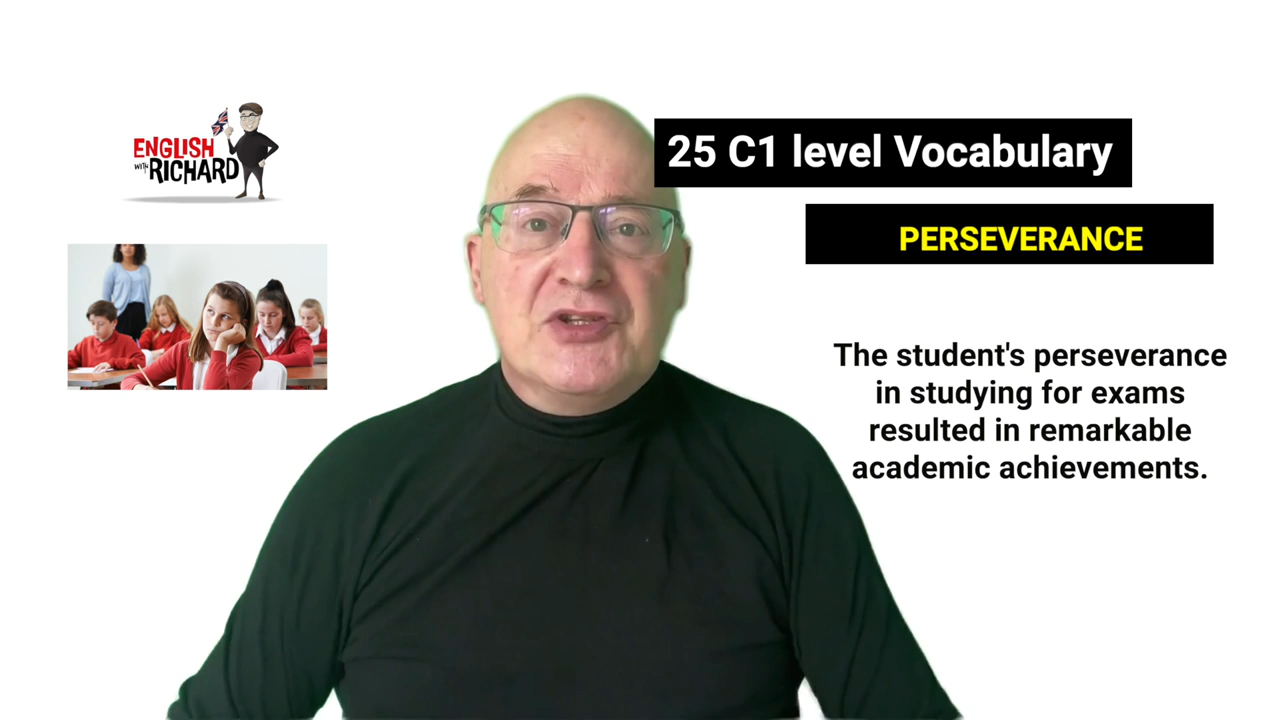 ENGLISH
WITH RICHARD
25 C1 level Vocabulary
PERSEVERANCE
The student's perseverance
in studying for exams
resulted in remarkable
academic achievements.